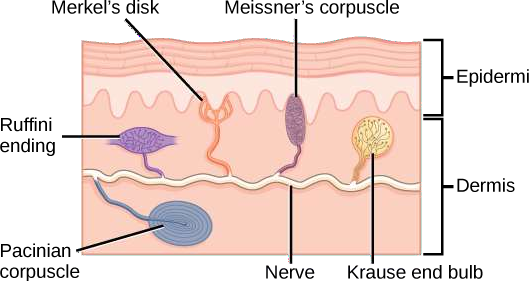 Merkel's disk
Meissner's corpuscle
Epidermi
Ruffini
ending
Dermis
Pacinian
corpuscle
Nerve
Krause end bulb